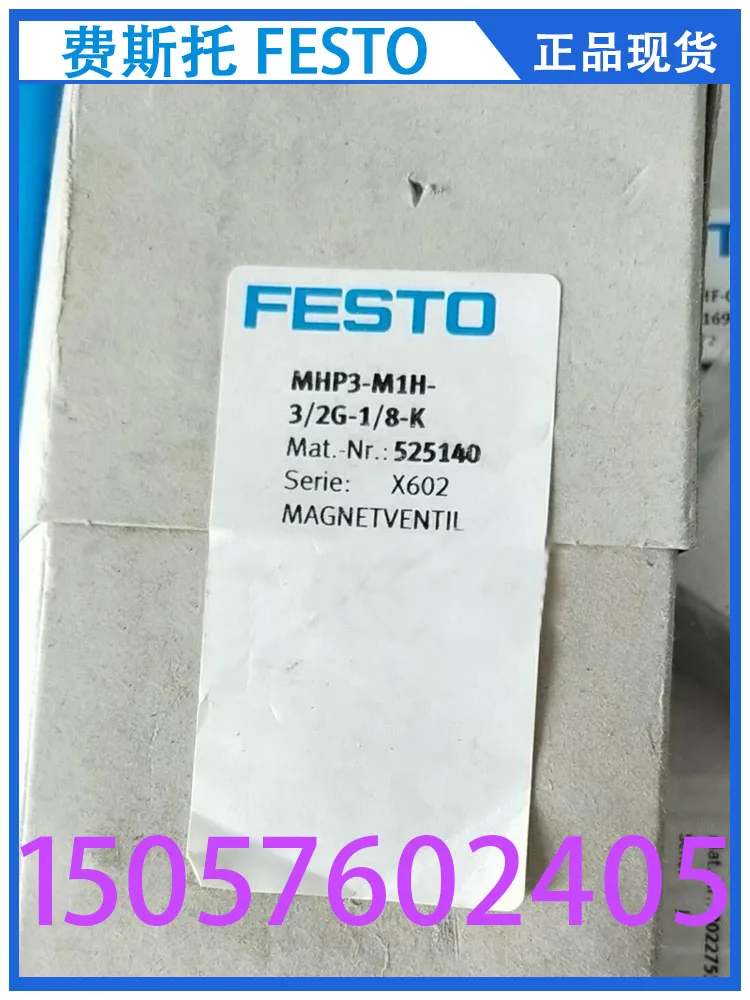 费斯托 FESTO
正品现货
FESTO
MHP3-M1H-
3/2G-1/8-K
Mat.-Nr.: 525140
Serie: X602
MAGNETVENTIL
169
15057602405